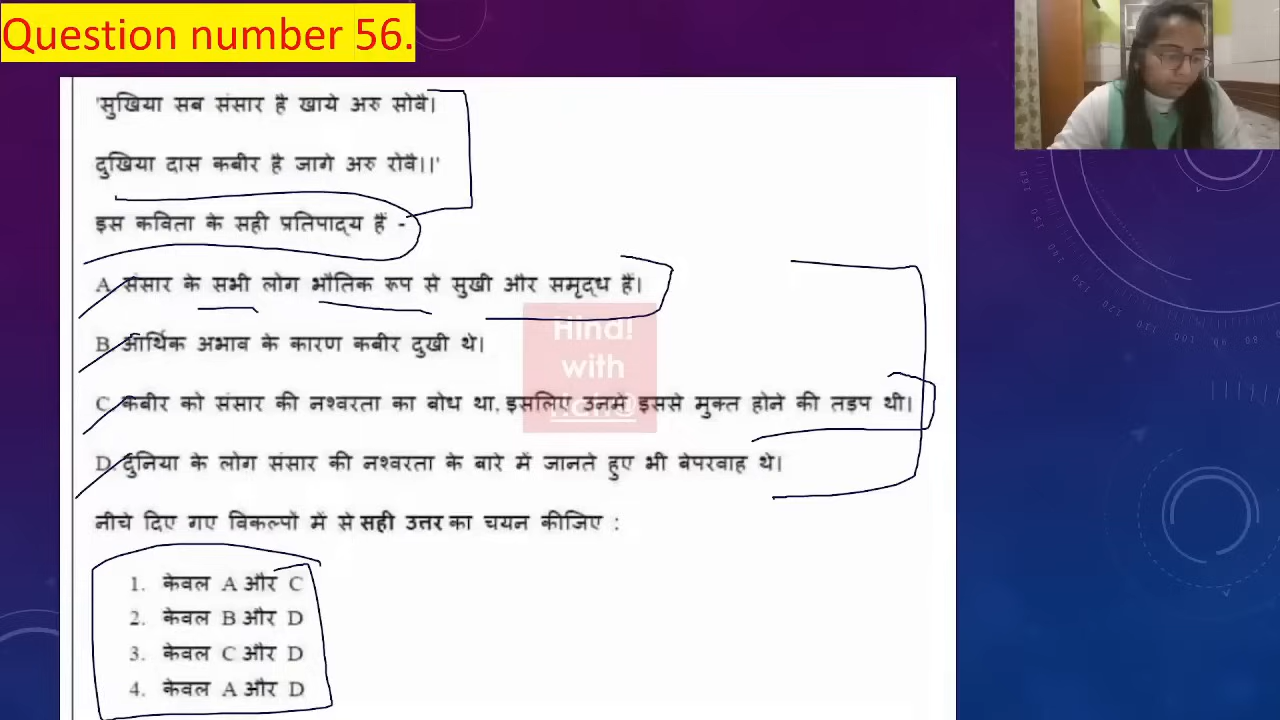 Question number 56.
'सुखिया सब संसार है खाये अरु सोवै।
दुखिया दास कबीर है जागे अरु रोवै।।'
इस कविता के सही प्रतिपाद्य हैं -
A. संसार के सभी लोग भौतिक रूप से सुखी और समृद्ध हैं।
B. आर्थिक अभाव के कारण कबीर दुखी थे।
C. कबीर को संसार की नश्वरता का बोध था, इसलिए उनमें इससे मुक्त होने की तड़प थी।
D. दुनिया के लोग संसार की नश्वरता के बारे में जानते हुए भी बेपरवाह थे।
नीचे दिए गए विकल्पों में से सही उत्तर का चयन कीजिए :
1. केवल A और C
2. केवल B और D
3. केवल C और D
4. केवल A और D
Hind!
with